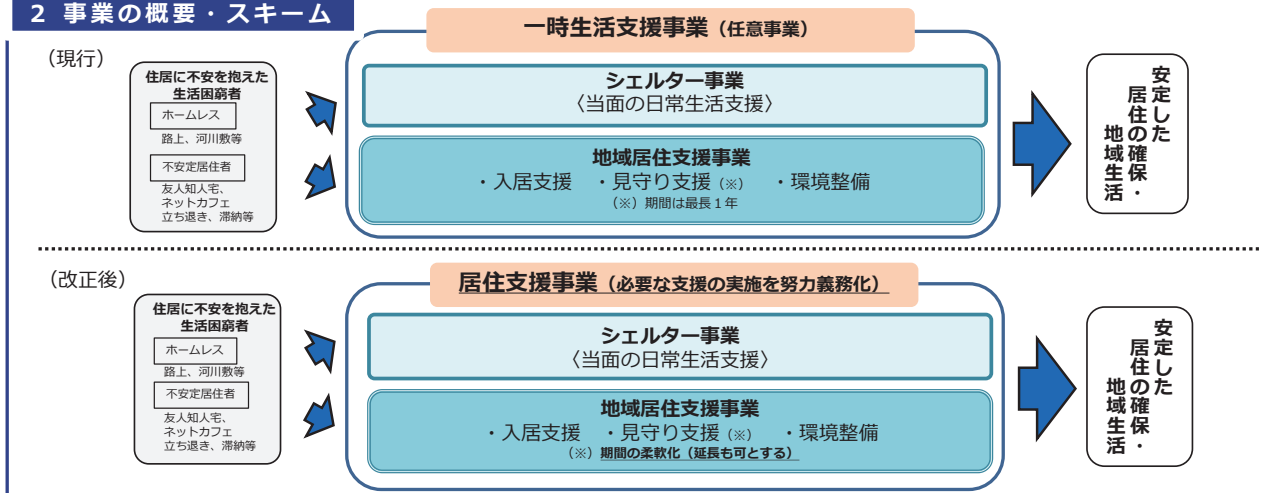 2 事業の概要・スキーム
（現行）
住居に不安を抱えた
生活困窮者
ホームレス
路上、河川敷等
不安定居住者
友人知人宅、
ネットカフェ
立ち退き、滞納等
一時生活支援事業（任意事業）
シェルター事業
〈当面の日常生活支援〉
地域居住支援事業
・入居支援　・見守り支援（※）　・環境整備
（※）期間は最長１年
安定した
居住の確保・
地域生活
（改正後）
住居に不安を抱えた
生活困窮者
ホームレス
路上、河川敷等
不安定居住者
友人知人宅、
ネットカフェ
立ち退き、滞納等
居住支援事業（必要な支援の実施を努力義務化）
シェルター事業
〈当面の日常生活支援〉
地域居住支援事業
・入居支援　・見守り支援（※）　・環境整備
（※）期間の柔軟化（延長も可とする）
安定した
居住の確保・
地域生活